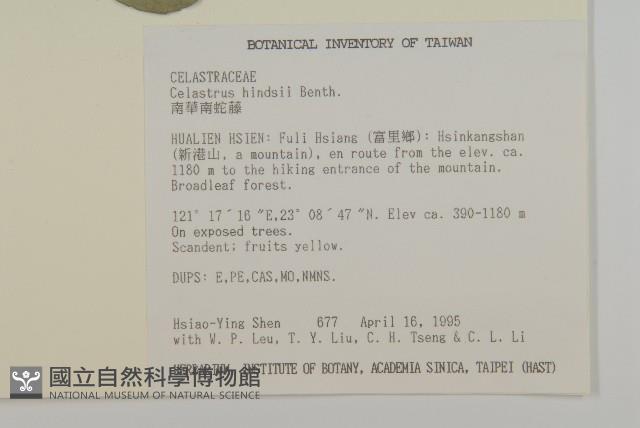 BOTANICAL INVENTORY OF TAIWAN
CELASTRACEAE
Celastrus hindsii Benth.
南華南蛇藤
HUALIEN HSIEN: Fuli Hsiang (富里鄉): Hsinkangshan
(新港山, a mountain), en route from the elev. ca.
1180 m to the hiking entrance of the mountain.
Broadleaf forest.
121° 17´16 ″E,23° 08´47 ″N. Elev ca. 390-1180 m
On exposed trees.
Scandent; fruits yellow.
DUPS: E,PE,CAS,MO,NMNS.
Hsiao-Ying Shen 677 April 16, 1995
with W. P. Leu, T. Y. Liu, C. H. Tseng & C. L. Li
HERBARIUM, INSTITUTE OF BOTANY, ACADEMIA SINICA, TAIPEI (HAST)
國立自然科學博物館
NATIONAL MUSEUM OF NATURAL SCIENCE